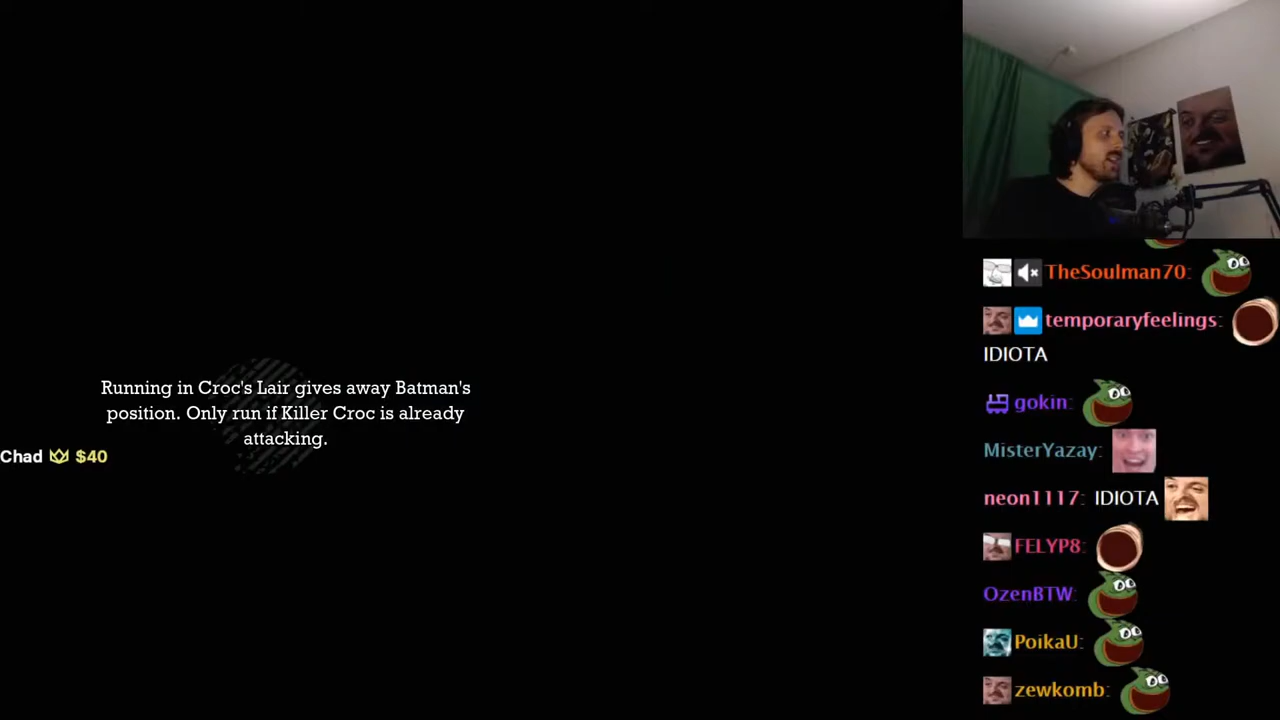 Running in Croc's Lair gives away Batman's
position. Only run if Killer Croc is already
attacking.
Chad $40
TheSoulman70:
temporaryfeelings:
IDIOTA
gokin:
MisterYazay:
neon1117: IDIOTA
FELYP8:
OzenBTW:
PoikaU:
zewkomb: